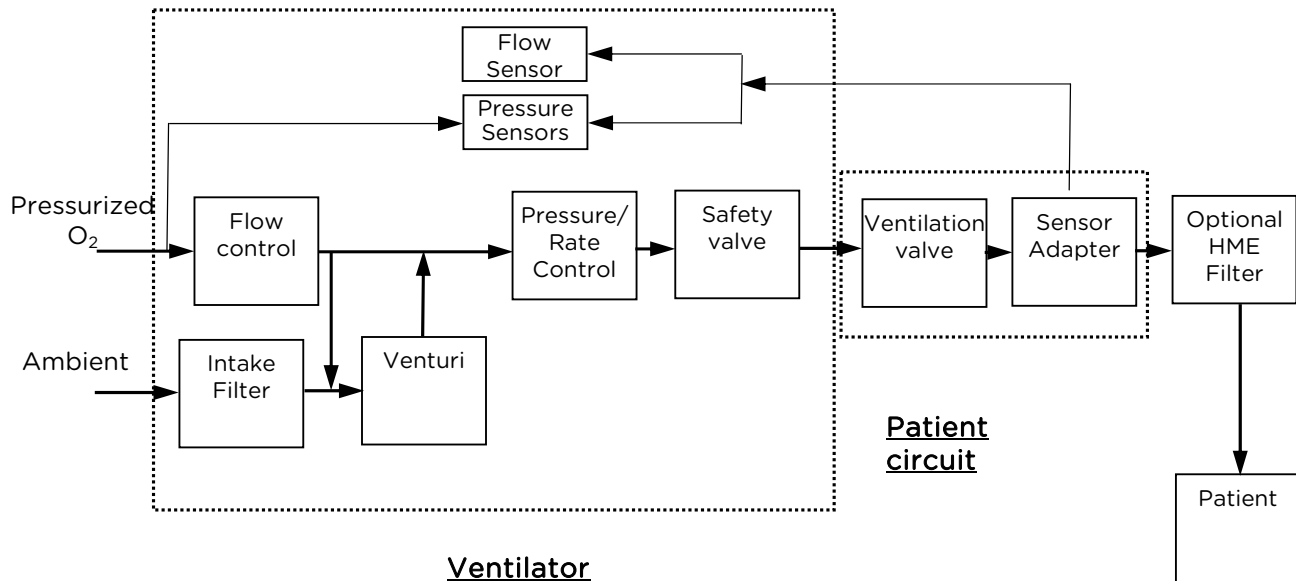 Flow
Sensor
Pressure
Sensors
Pressurized
O₂
Flow
control
Pressure/
Rate
Control
Safety
valve
Ventilation
valve
Sensor
Adapter
Optional
HME
Filter
Ambient
Intake
Filter
Venturi
Patient
circuit
Patient
Ventilator